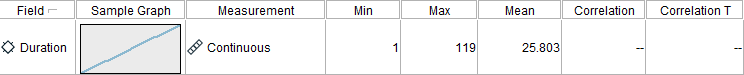 Field Sample Graph Measurement Min Max Mean Correlation Correlation T
Duration Continuous 1 119 25.803 -- --